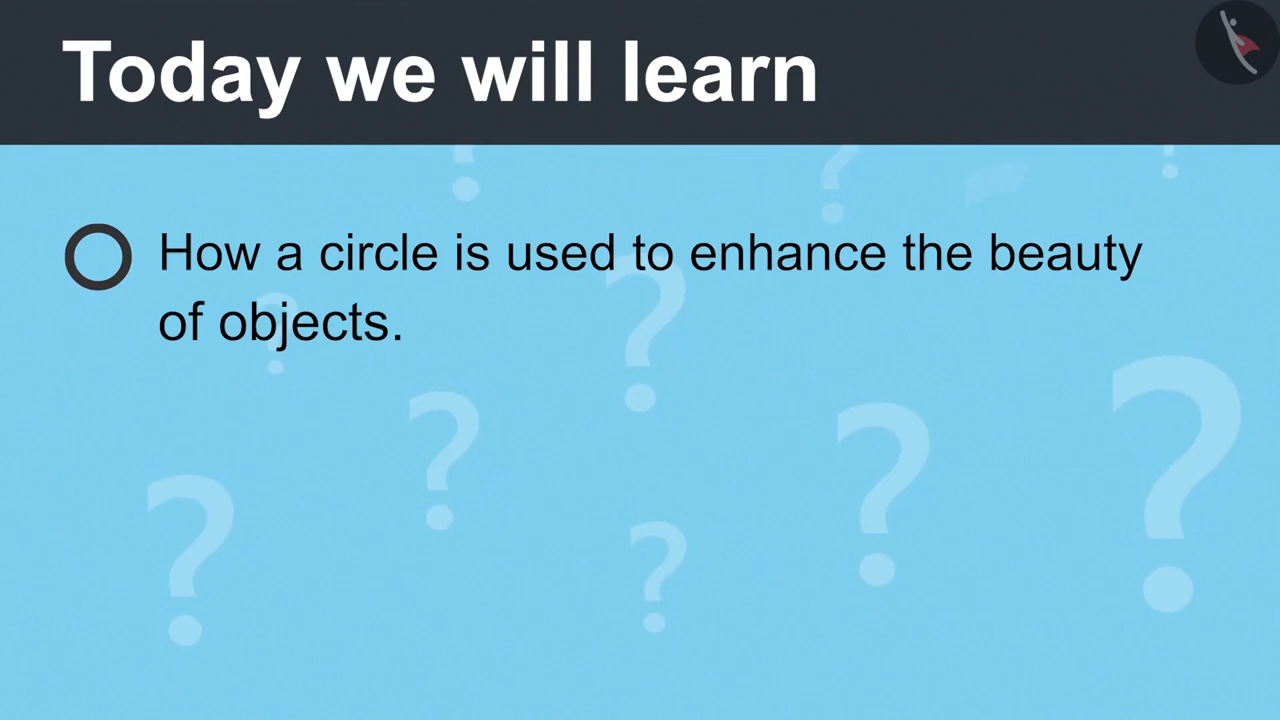 Today we will learn
How a circle is used to enhance the beauty
of objects.